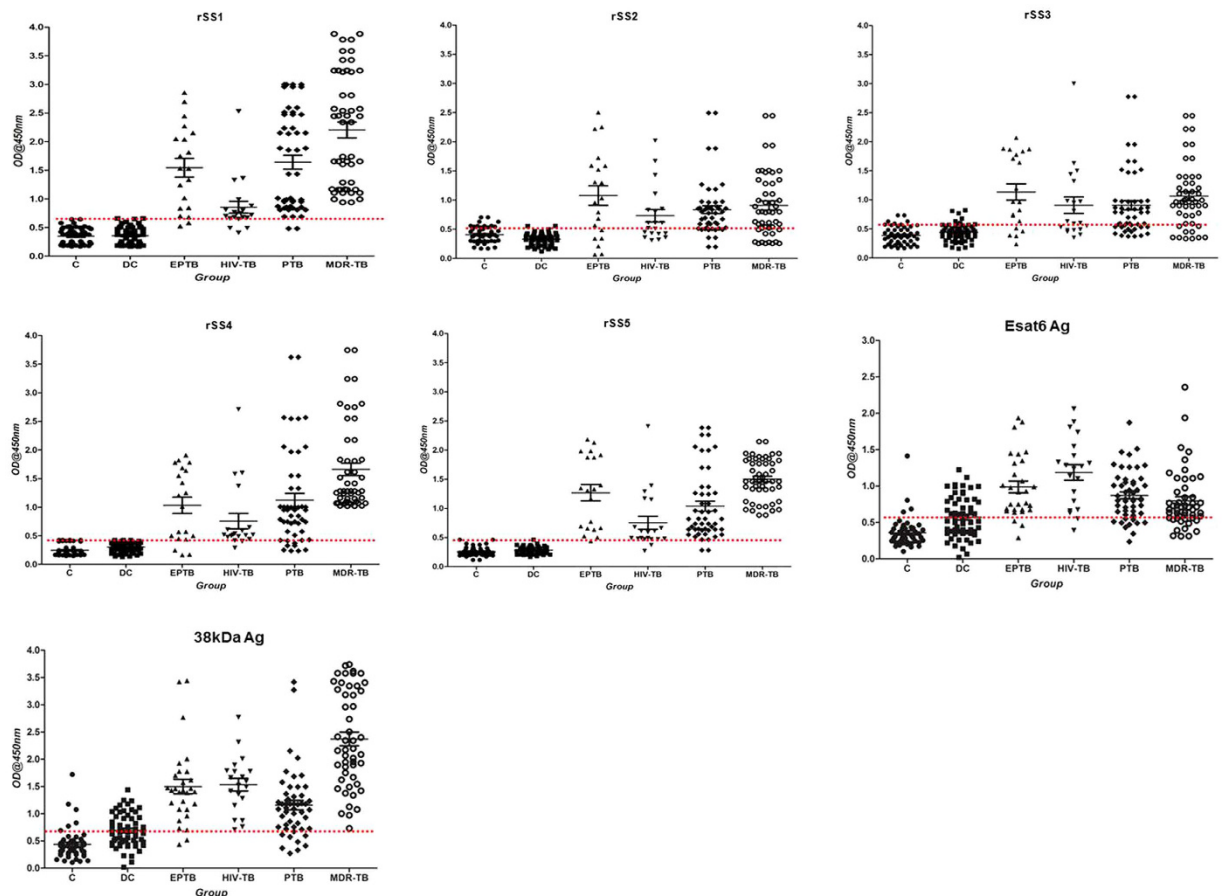 rSS1
4.0
3.5
3.0
2.5
2.0
1.5
1.0
0.5
0.0
OD@450nm
C DC EPTB HIV-TB PTB MDR-TB
Group
rSS2
4.0
3.5
3.0
2.5
2.0
1.5
1.0
0.5
0.0
OD@450nm
C DC EPTB HIV-TB PTB MDR-TB
Group
rSS3
4.0
3.5
3.0
2.5
2.0
1.5
1.0
0.5
0.0
OD@450nm
C DC EPTB HIV-TB PTB MDR-TB
Group
rSS4
4.0
3.5
3.0
2.5
2.0
1.5
1.0
0.5
0.0
OD@450nm
C DC EPTB HIV-TB PTB MDR-TB
Group
rSS5
4.0
3.5
3.0
2.5
2.0
1.5
1.0
0.5
0.0
OD@450nm
C DC EPTB HIV-TB PTB MDR-TB
Group
Esat6 Ag
3.0
2.5
2.0
1.5
1.0
0.5
0.0
OD@450nm
C DC EPTB HIV-TB PTB MDR-TB
Group
38kDa Ag
4.0
3.5
3.0
2.5
2.0
1.5
1.0
0.5
0.0
OD@450nm
C DC EPTB HIV-TB PTB MDR-TB
Group